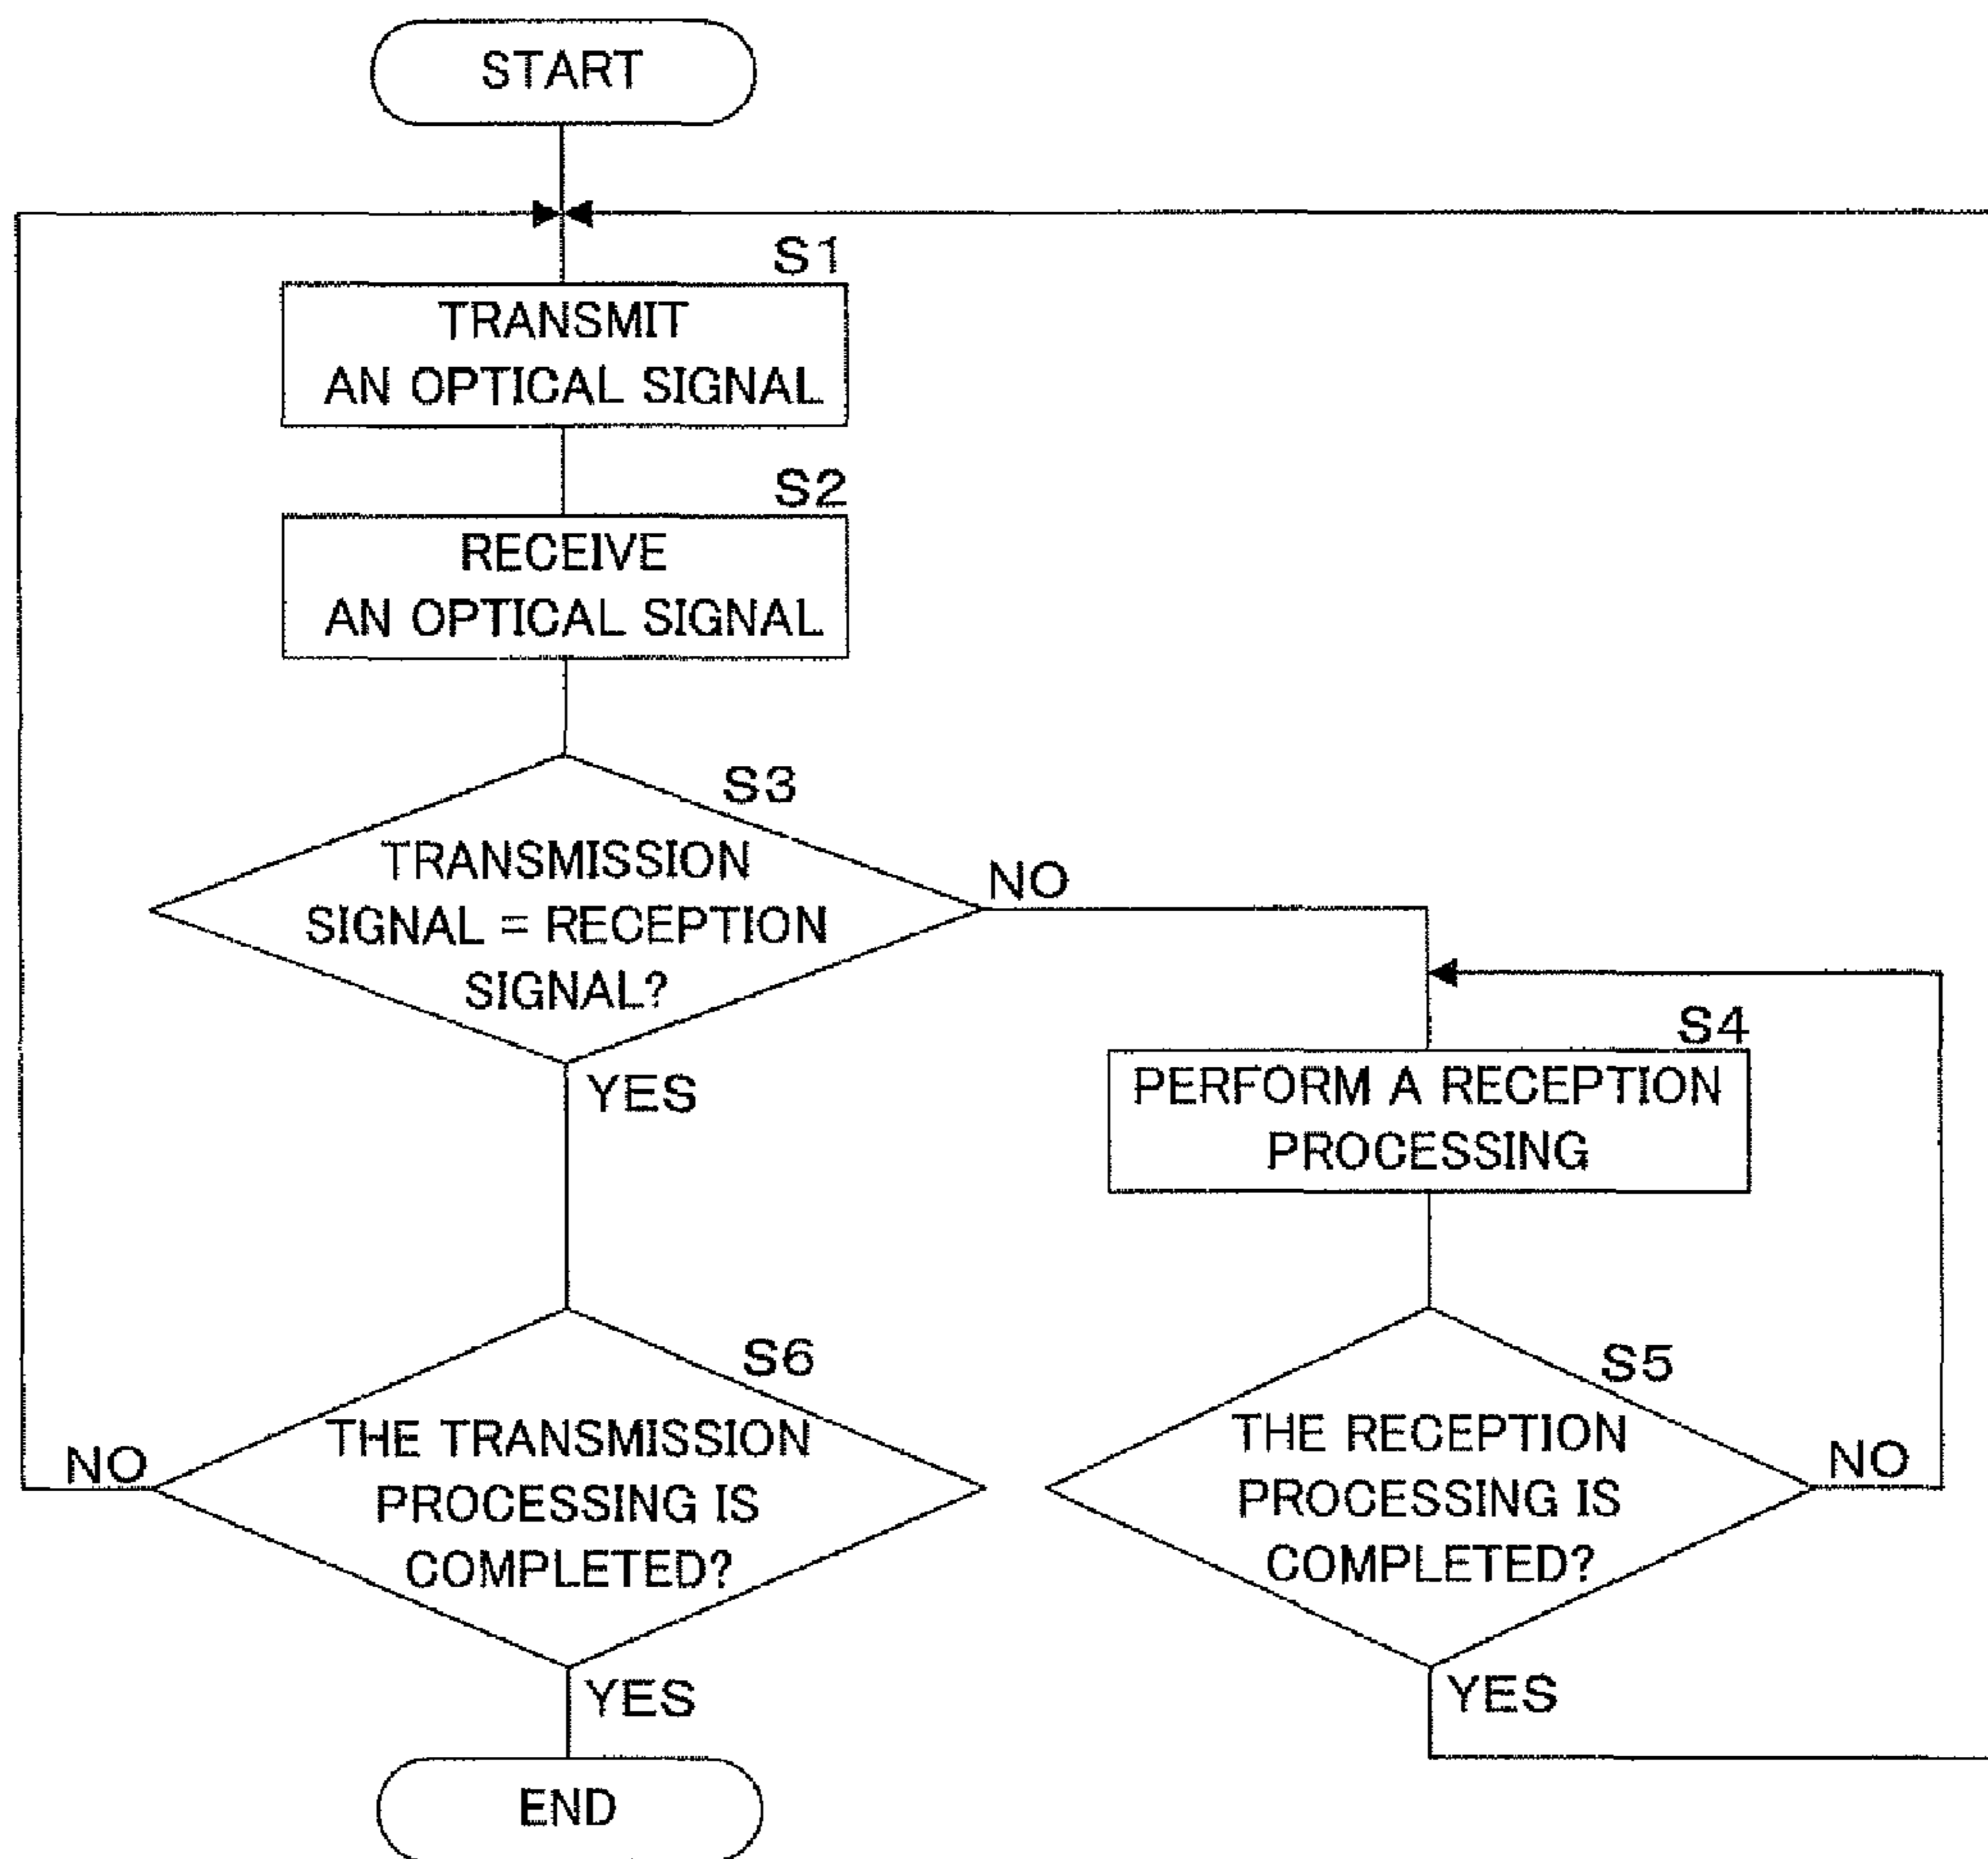 START
S1
TRANSMIT
AN OPTICAL SIGNAL
S2
RECEIVE
AN OPTICAL SIGNAL
S3
TRANSMISSION
SIGNAL = RECEPTION
SIGNAL?
NO
YES
S4
PERFORM A RECEPTION
PROCESSING
S6
THE TRANSMISSION
PROCESSING IS
COMPLETED?
NO
YES
S5
THE RECEPTION
PROCESSING IS
COMPLETED?
NO
YES
END